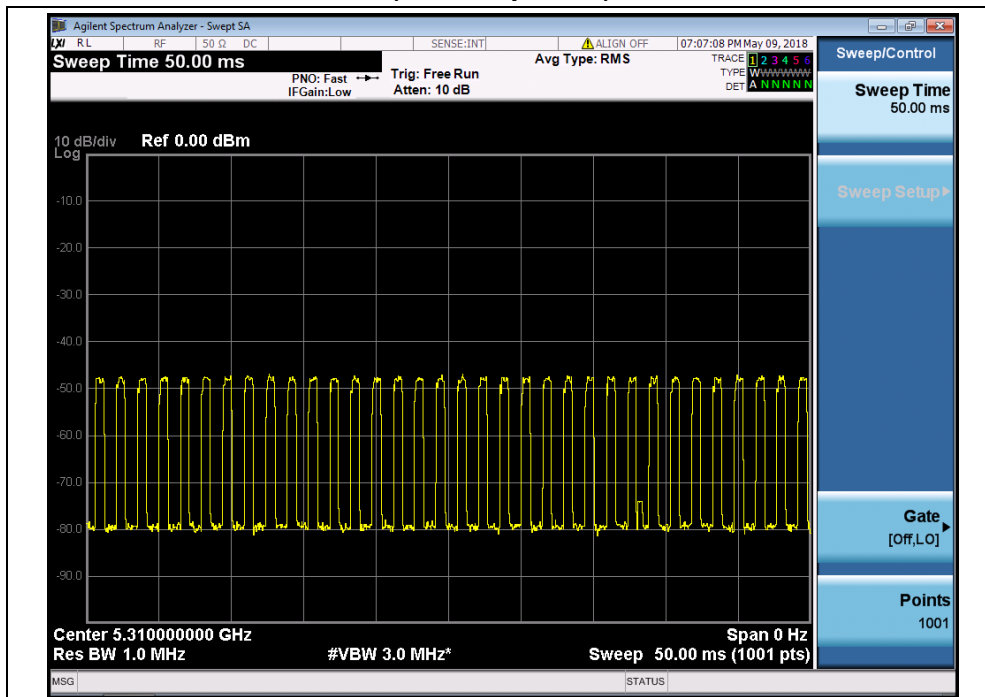 Agilent Spectrum Analyzer - Swept SA
LXI RL RF 50 Ω DC SENSE:INT ALIGN OFF 07:07:08 PM May 09, 2018
Sweep Time 50.00 ms
PNO: Fast
IFGain:Low
Trig: Free Run
Atten: 10 dB
Avg Type: RMS
TRACE 1 2 3 4 5 6
TYPE WWWWWW
DET A N N N N N
10 dB/div Ref 0.00 dBm
Log
-10.0
-20.0
-30.0
-40.0
-50.0
-60.0
-70.0
-80.0
-90.0
Center 5.310000000 GHz Span 0 Hz
Res BW 1.0 MHz #VBW 3.0 MHz* Sweep 50.00 ms (1001 pts)
MSG STATUS
Sweep/Control
Sweep Time
50.00 ms
Sweep Setup
Gate
[Off,LO]
Points
1001